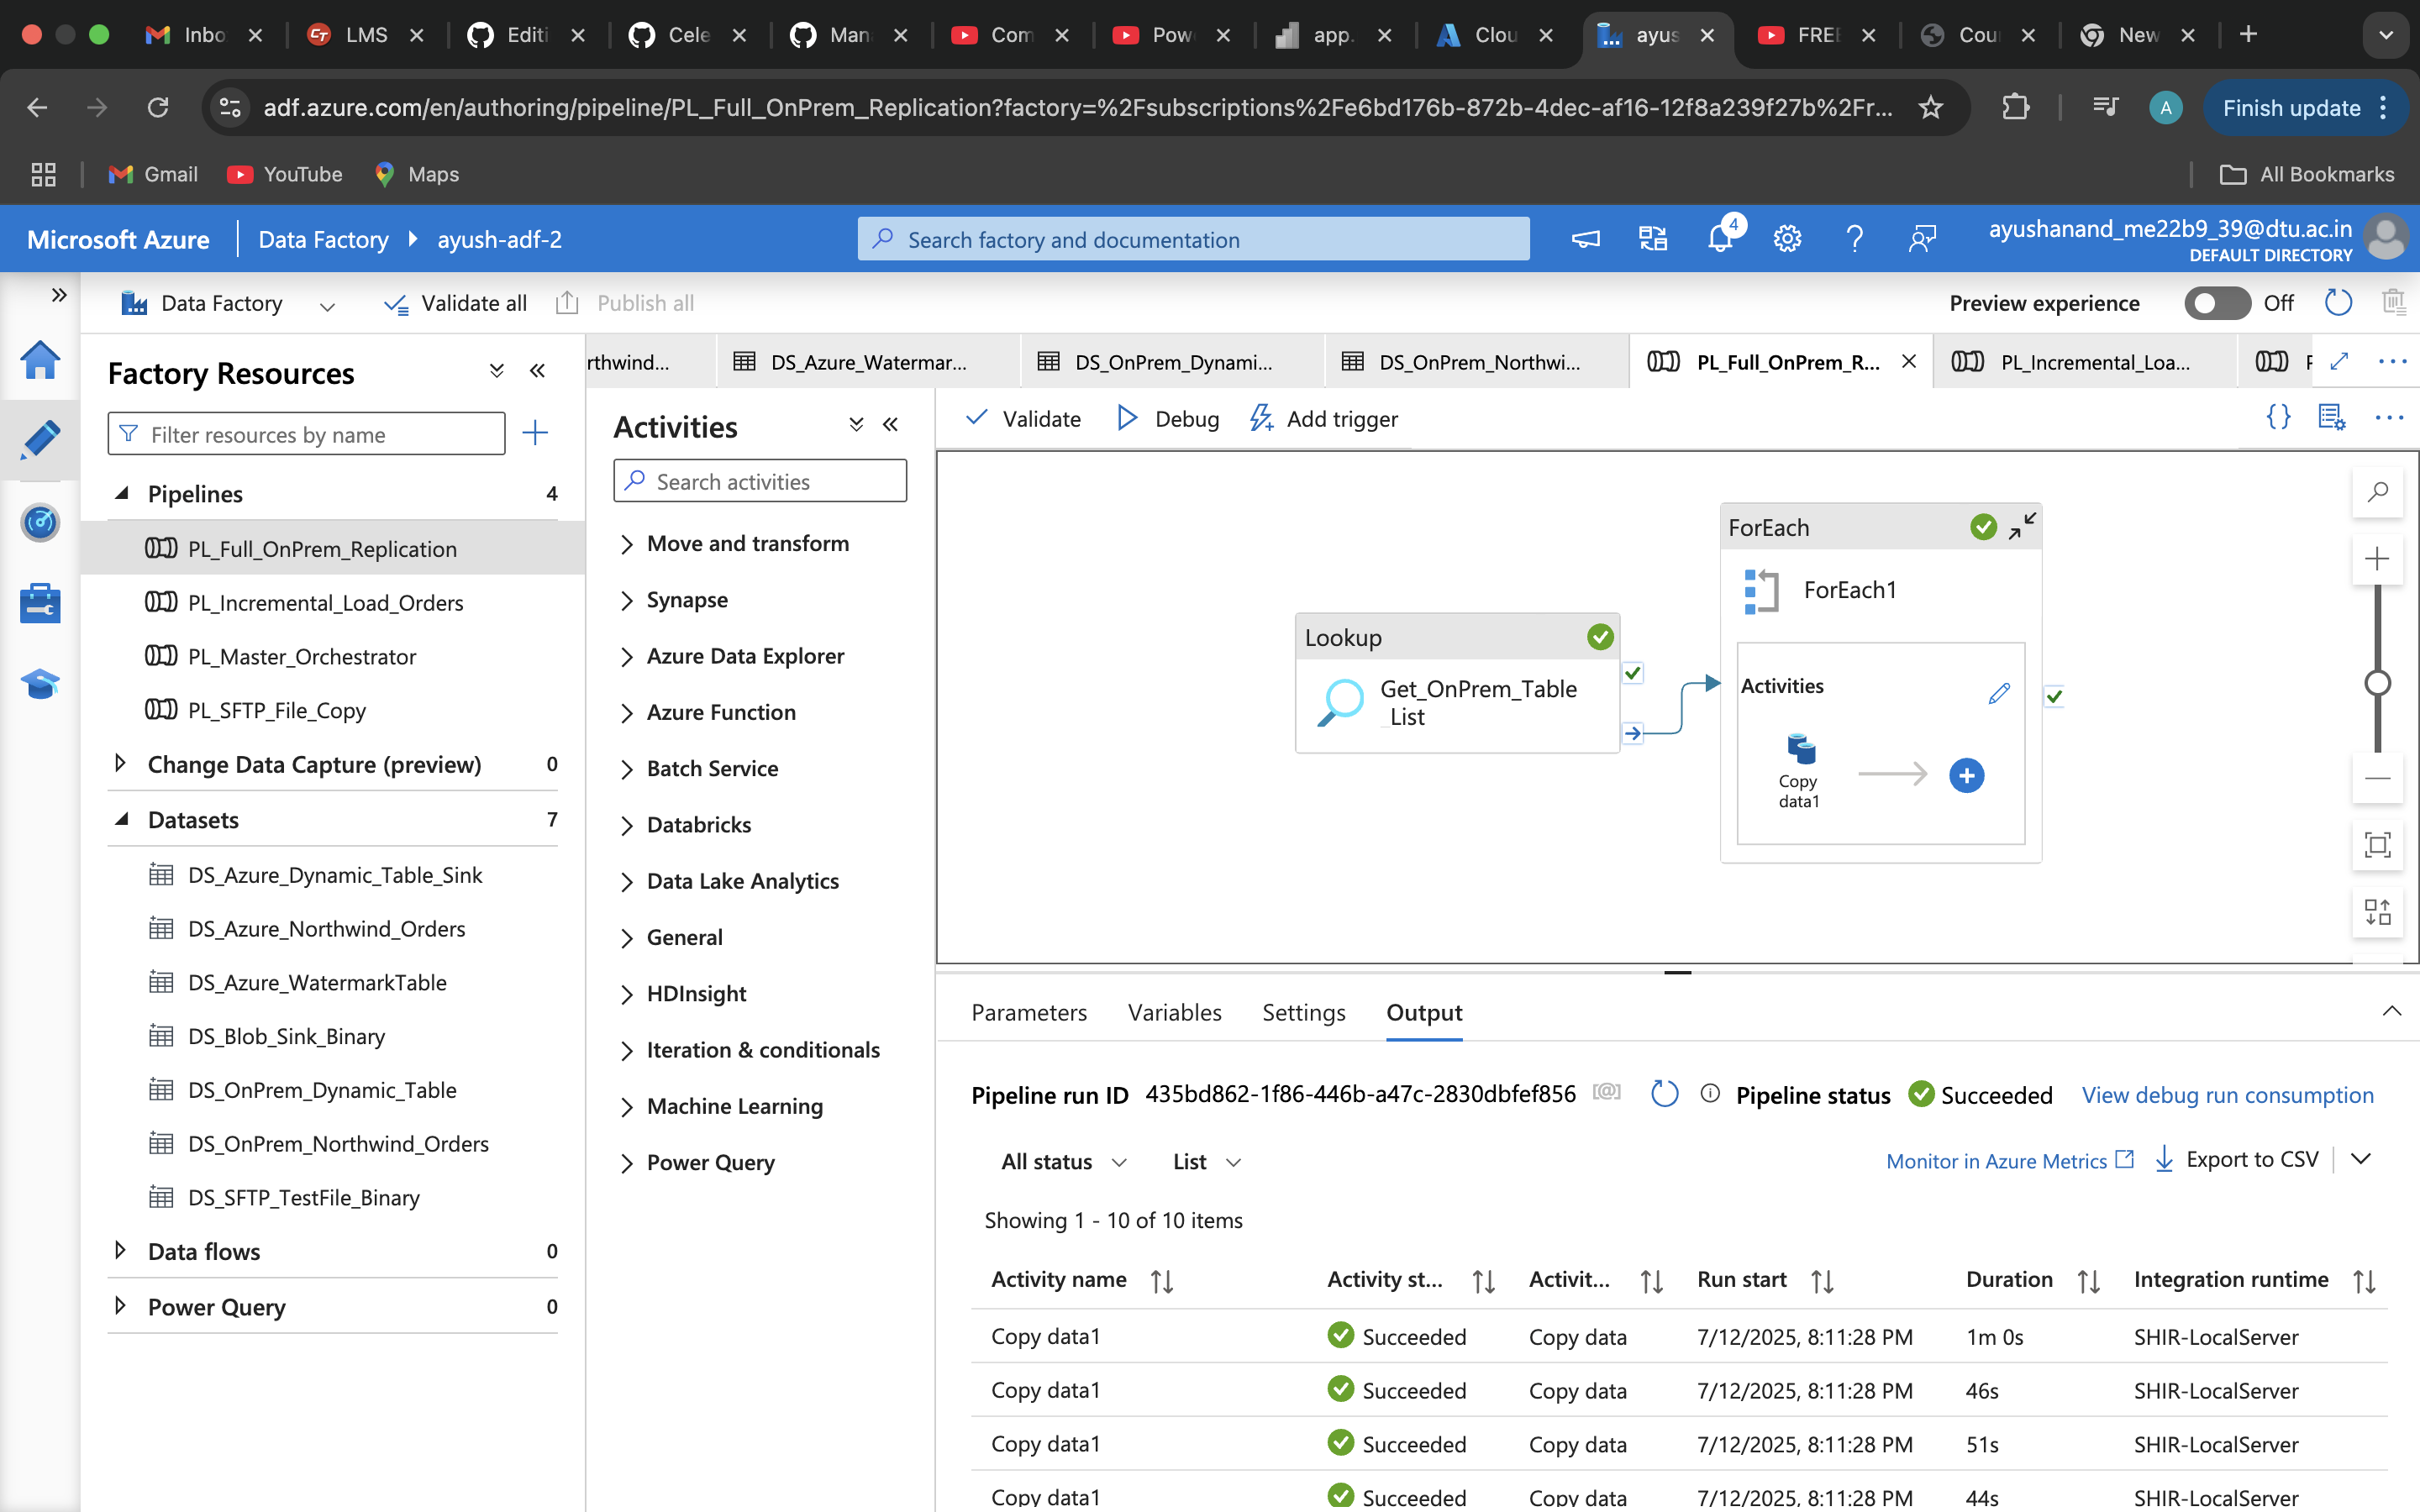 Inbo
LMS
Editi
Cele
Man
Com
Pow
app.
Clou
ayus
FREE
Cou
New
adf.azure.com/en/authoring/pipeline/PL_Full_OnPrem_Replication?factory=%2Fsubscriptions%2Fe6bd176b-872b-4dec-af16-12f8a239f27b%2Fr...
A
Finish update
Gmail
YouTube
Maps
All Bookmarks
Microsoft Azure
Data Factory
ayush-adf-2
Search factory and documentation
4
ayushanand_me22b9_39@dtu.ac.in
DEFAULT DIRECTORY
Data Factory
Validate all
Publish all
Preview experience
Off
Factory Resources
Filter resources by name
Pipelines 4
PL_Full_OnPrem_Replication
PL_Incremental_Load_Orders
PL_Master_Orchestrator
PL_SFTP_File_Copy
Change Data Capture (preview) 0
Datasets 7
DS_Azure_Dynamic_Table_Sink
DS_Azure_Northwind_Orders
DS_Azure_WatermarkTable
DS_Blob_Sink_Binary
DS_OnPrem_Dynamic_Table
DS_OnPrem_Northwind_Orders
DS_SFTP_TestFile_Binary
Data flows 0
Power Query 0
rthwind...
DS_Azure_Watermar...
DS_OnPrem_Dynami...
DS_OnPrem_Northwi...
PL_Full_OnPrem_R...
PL_Incremental_Loa...
Activities
Search activities
Move and transform
Synapse
Azure Data Explorer
Azure Function
Batch Service
Databricks
Data Lake Analytics
General
HDInsight
Iteration & conditionals
Machine Learning
Power Query
Validate
Debug
Add trigger
{}
Lookup
Get_OnPrem_Table
_List
ForEach
ForEach1
Activities
Copy
data1
Parameters
Variables
Settings
Output
Pipeline run ID 435bd862-1f86-446b-a47c-2830dbfef856
Pipeline status
Succeeded
View debug run consumption
All status
List
Monitor in Azure Metrics
Export to CSV
Showing 1 - 10 of 10 items
Activity name Activity st... Activit... Run start Duration Integration runtime
Copy data1 Succeeded Copy data 7/12/2025, 8:11:28 PM 1m 0s SHIR-LocalServer
Copy data1 Succeeded Copy data 7/12/2025, 8:11:28 PM 46s SHIR-LocalServer
Copy data1 Succeeded Copy data 7/12/2025, 8:11:28 PM 51s SHIR-LocalServer
Copy data1 Succeeded Copy data 7/12/2025, 8:11:28 PM 44s SHIR-LocalServer